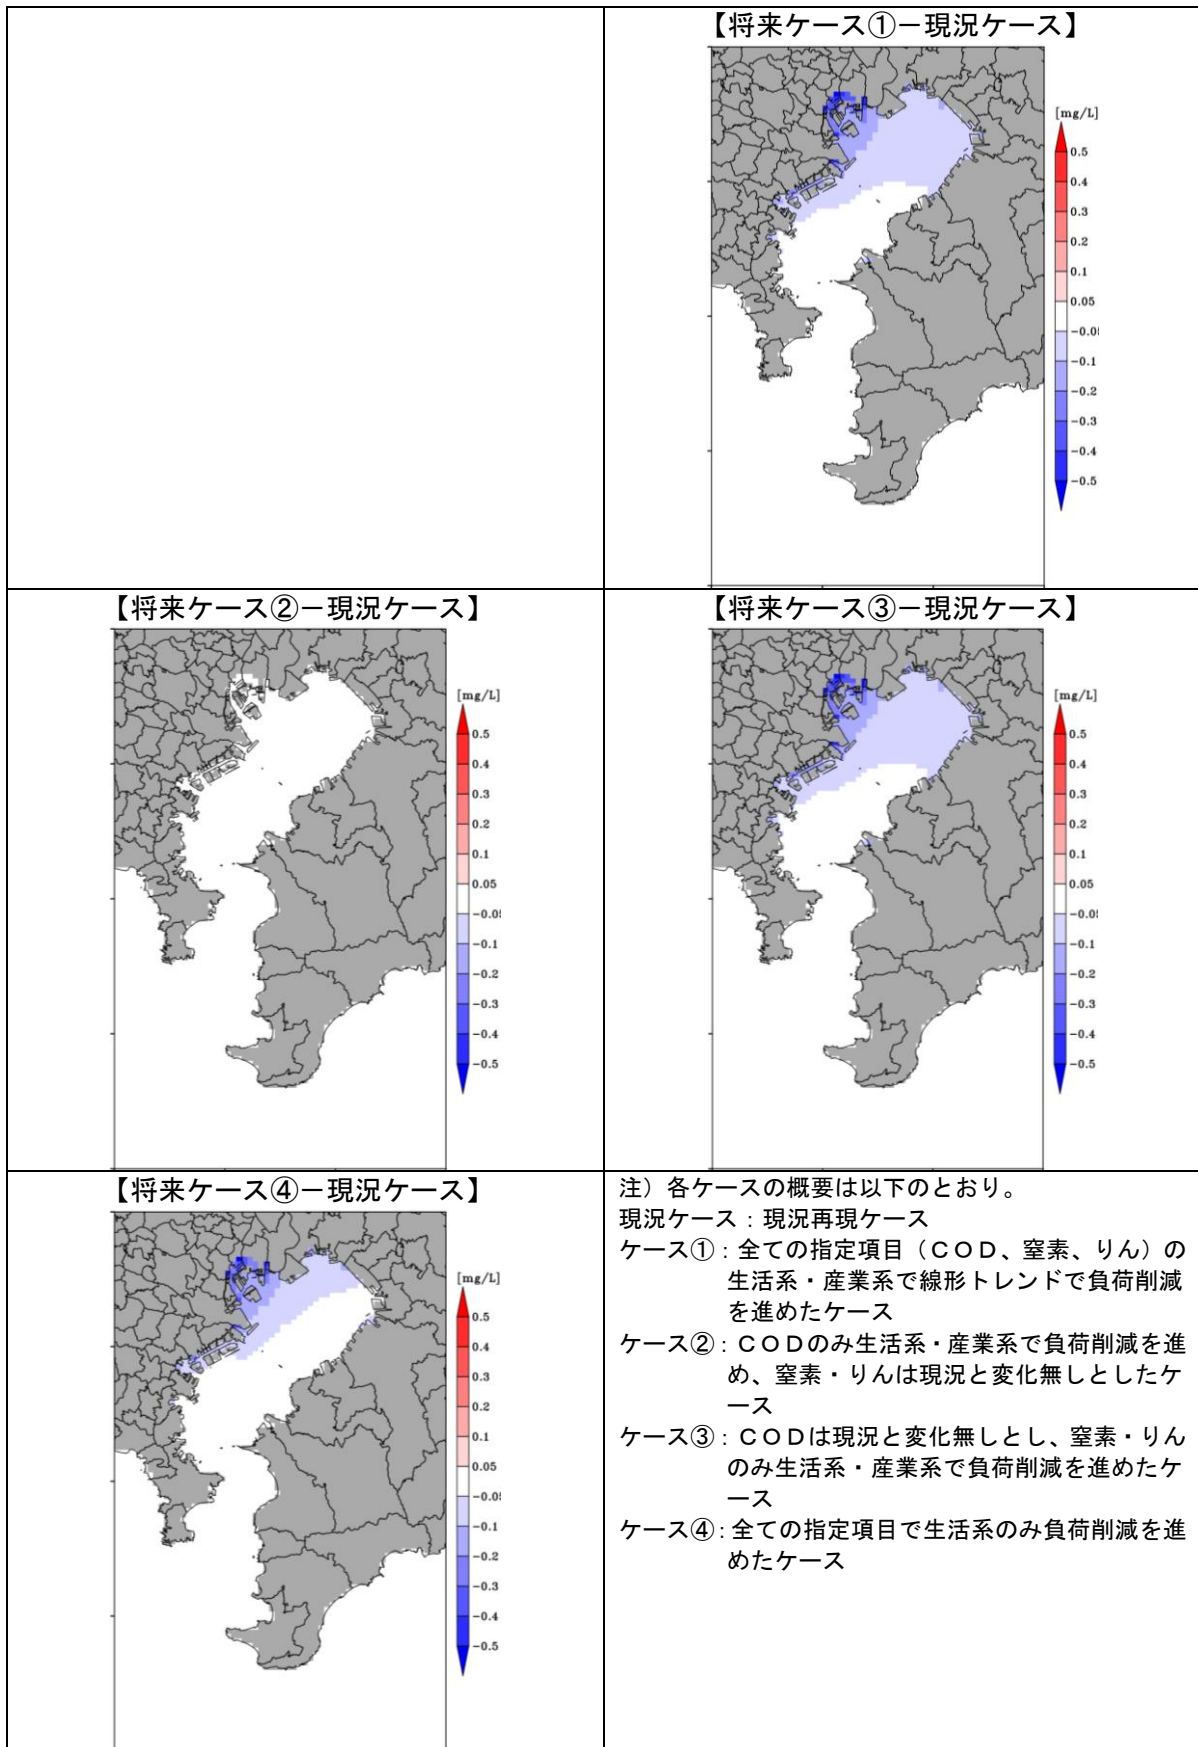 【将来ケース①－現況ケース】
[mg/L]
0.5
0.4
0.3
0.2
0.1
0.05
-0.05
-0.1
-0.2
-0.3
-0.4
-0.5
【将来ケース②－現況ケース】
[mg/L]
0.5
0.4
0.3
0.2
0.1
0.05
-0.05
-0.1
-0.2
-0.3
-0.4
-0.5
【将来ケース③－現況ケース】
[mg/L]
0.5
0.4
0.3
0.2
0.1
0.05
-0.05
-0.1
-0.2
-0.3
-0.4
-0.5
【将来ケース④－現況ケース】
[mg/L]
0.5
0.4
0.3
0.2
0.1
0.05
-0.05
-0.1
-0.2
-0.3
-0.4
-0.5
注）各ケースの概要は以下のとおり。
現況ケース：現況再現ケース
ケース①：全ての指定項目（ＣＯＤ、窒素、りん）の
生活系・産業系で線形トレンドで負荷削減
を進めたケース
ケース②：ＣＯＤのみ生活系・産業系で負荷削減を進
め、窒素・りんは現況と変化無しとしたケ
ース
ケース③：ＣＯＤは現況と変化無しとし、窒素・りん
のみ生活系・産業系で負荷削減を進めたケ
ース
ケース④：全ての指定項目で生活系のみ負荷削減を進
めたケース